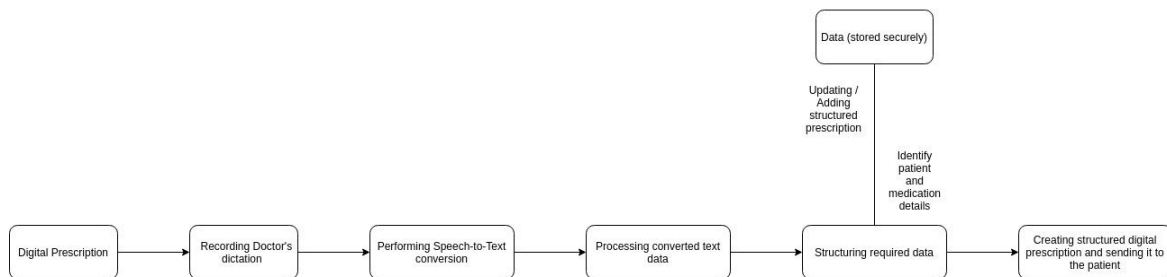 Data (stored securely)
Updating /
Adding
structured
prescription
Identify
patient
and
medication
details
Digital Prescription
Recording Doctor's
dictation
Performing Speech-to-Text
conversion
Processing converted text
data
Structuring required data
Creating structured digital
prescription and sending it to
the patient